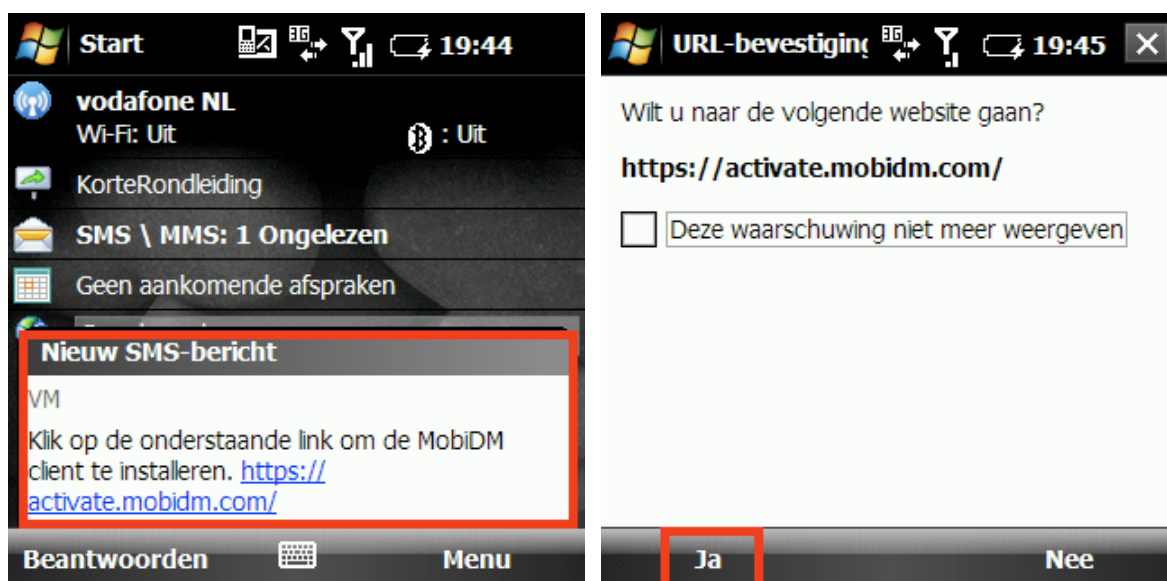 Start
19:44
vodafone NL
Wi-Fi: Uit
: Uit
KorteRondleiding
SMS \ MMS: 1 Ongelezen
Geen aankomende afspraken
Nieuw SMS-bericht
VM
Klik op de onderstaande link om de MobiDM
client te installeren. https://
activate.mobidm.com/
Beantwoorden Menu
URL-bevestiging
3G
19:45
Wilt u naar de volgende website gaan?
https://activate.mobidm.com/
Deze waarschuwing niet meer weergeven
Ja Nee